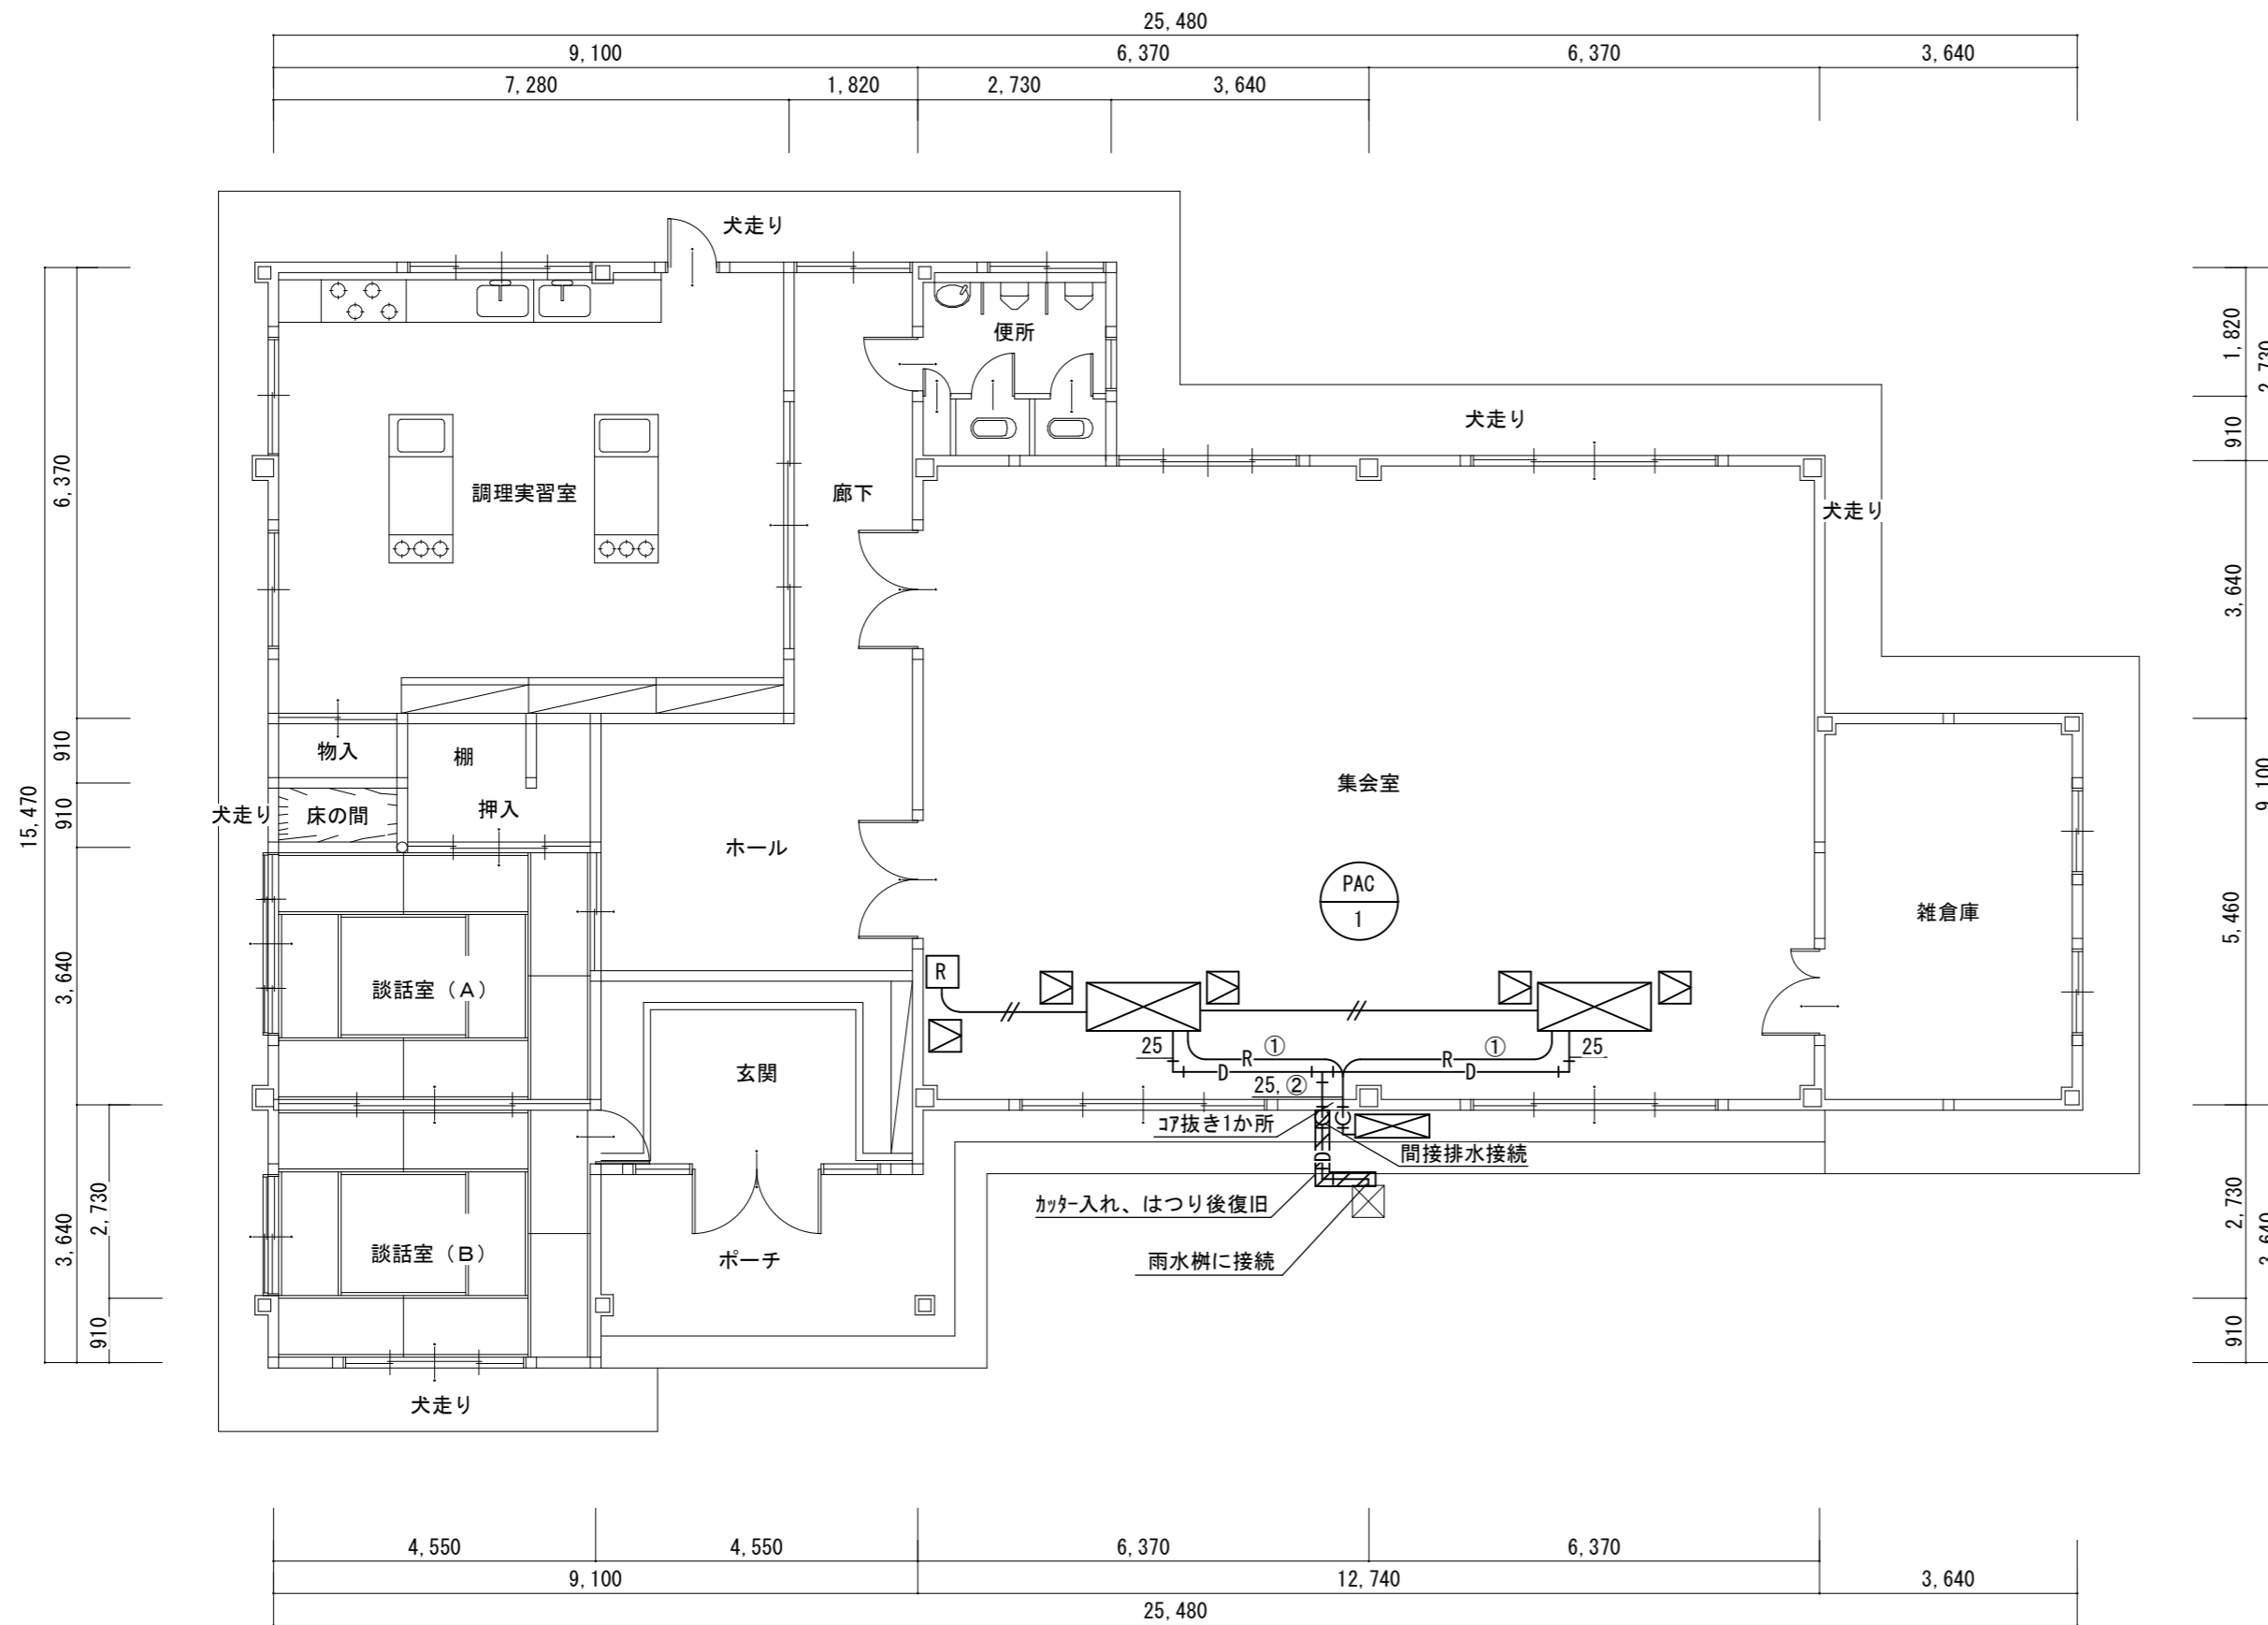 25,480
9,100
6,370
6,370
3,640
7,280
1,820
2,730
3,640
犬走り
便所
1,820
2,730
犬走り
910
6,370
調理実習室
廊下
犬走り
3,640
910
物入
棚
集会室
15,470
910
犬走り
床の間
押入
9,100
ホール
PAC
1
雑倉庫
5,460
3,640
談話室（A）
R
25
R
①
R
①
25
D
D
玄関
25,②
コア抜き1か所
C
C
間接排水接続
D
カッター入れ、はつり後復旧
2,730
3,640
2,730
3,640
談話室（B）
ポーチ
雨水桝に接続
910
910
犬走り
4,550
4,550
6,370
6,370
9,100
12,740
3,640
25,480